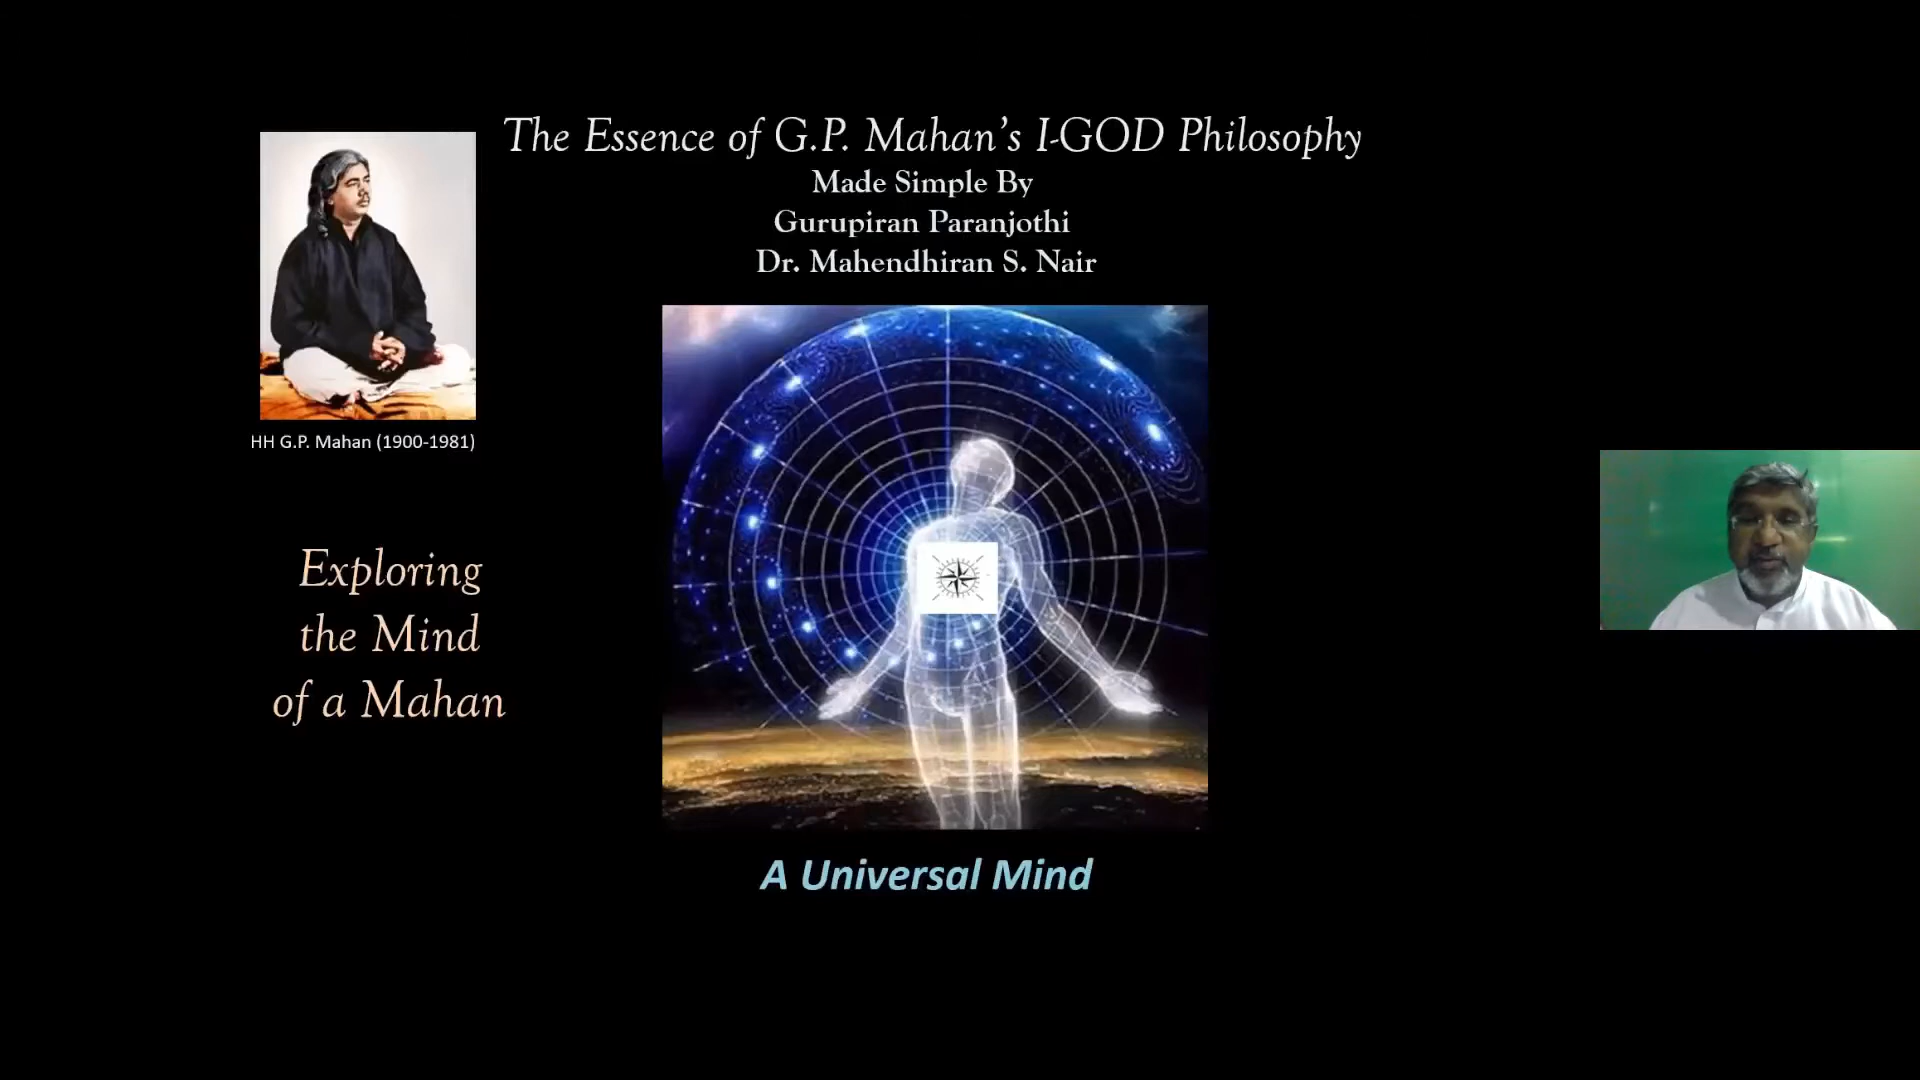 The Essence of G.P. Mahan's I-GOD Philosophy
Made Simple By
Gurupiran Paranjothi
Dr. Mahendhiran S. Nair
HH G.P. Mahan (1900-1981)
Exploring
the Mind
of a Mahan
A Universal Mind